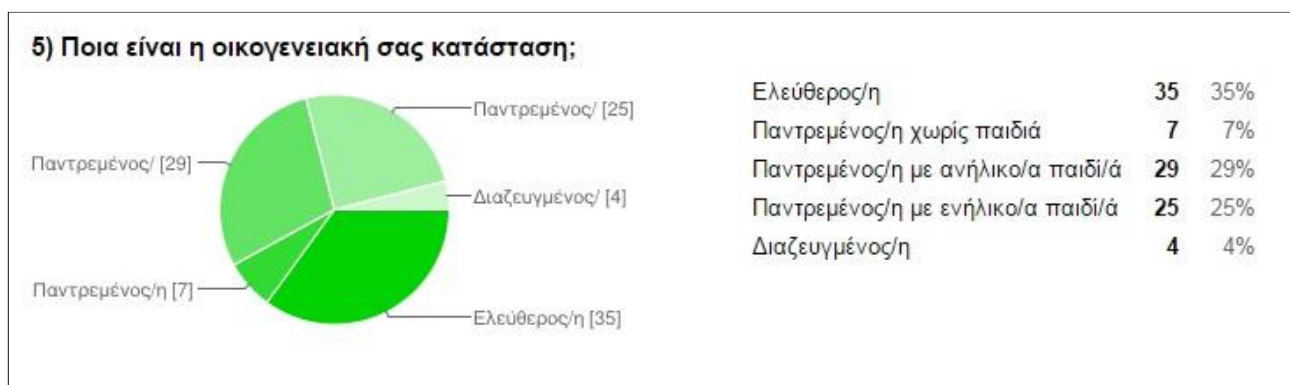 5) Ποια είναι η οικογενειακή σας κατάσταση;
Παντρεμένος/ [25]
Παντρεμένος/ [29]
Διαζευγμένος/ [4]
Παντρεμένος/η [7]
Ελεύθερος/η [35]
Ελεύθερος/η 35 35%
Παντρεμένος/η χωρίς παιδιά 7 7%
Παντρεμένος/η με ανήλικο/α παιδί/ά 29 29%
Παντρεμένος/η με ενήλικο/α παιδί/ά 25 25%
Διαζευγμένος/η 4 4%